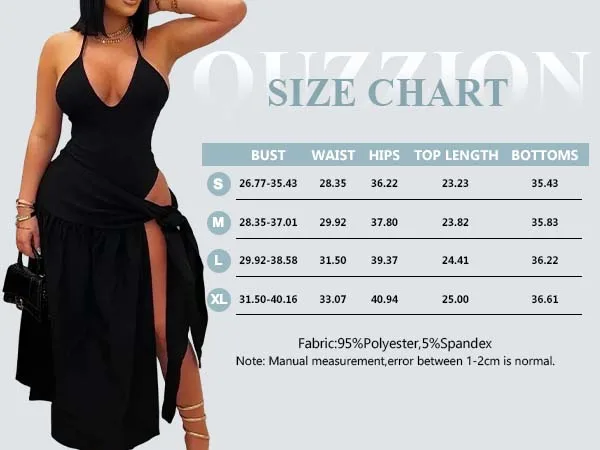 OUZZION
SIZE CHART
BUST WAIST HIPS TOP LENGTH BOTTOMS
S 26.77-35.43 28.35 36.22 23.23 35.43
M 28.35-37.01 29.92 37.80 23.82 35.83
L 29.92-38.58 31.50 39.37 24.41 36.22
XL 31.50-40.16 33.07 40.94 25.00 36.61
Fabric:95%Polyester,5%Spandex
Note: Manual measurement,error between 1-2cm is normal.